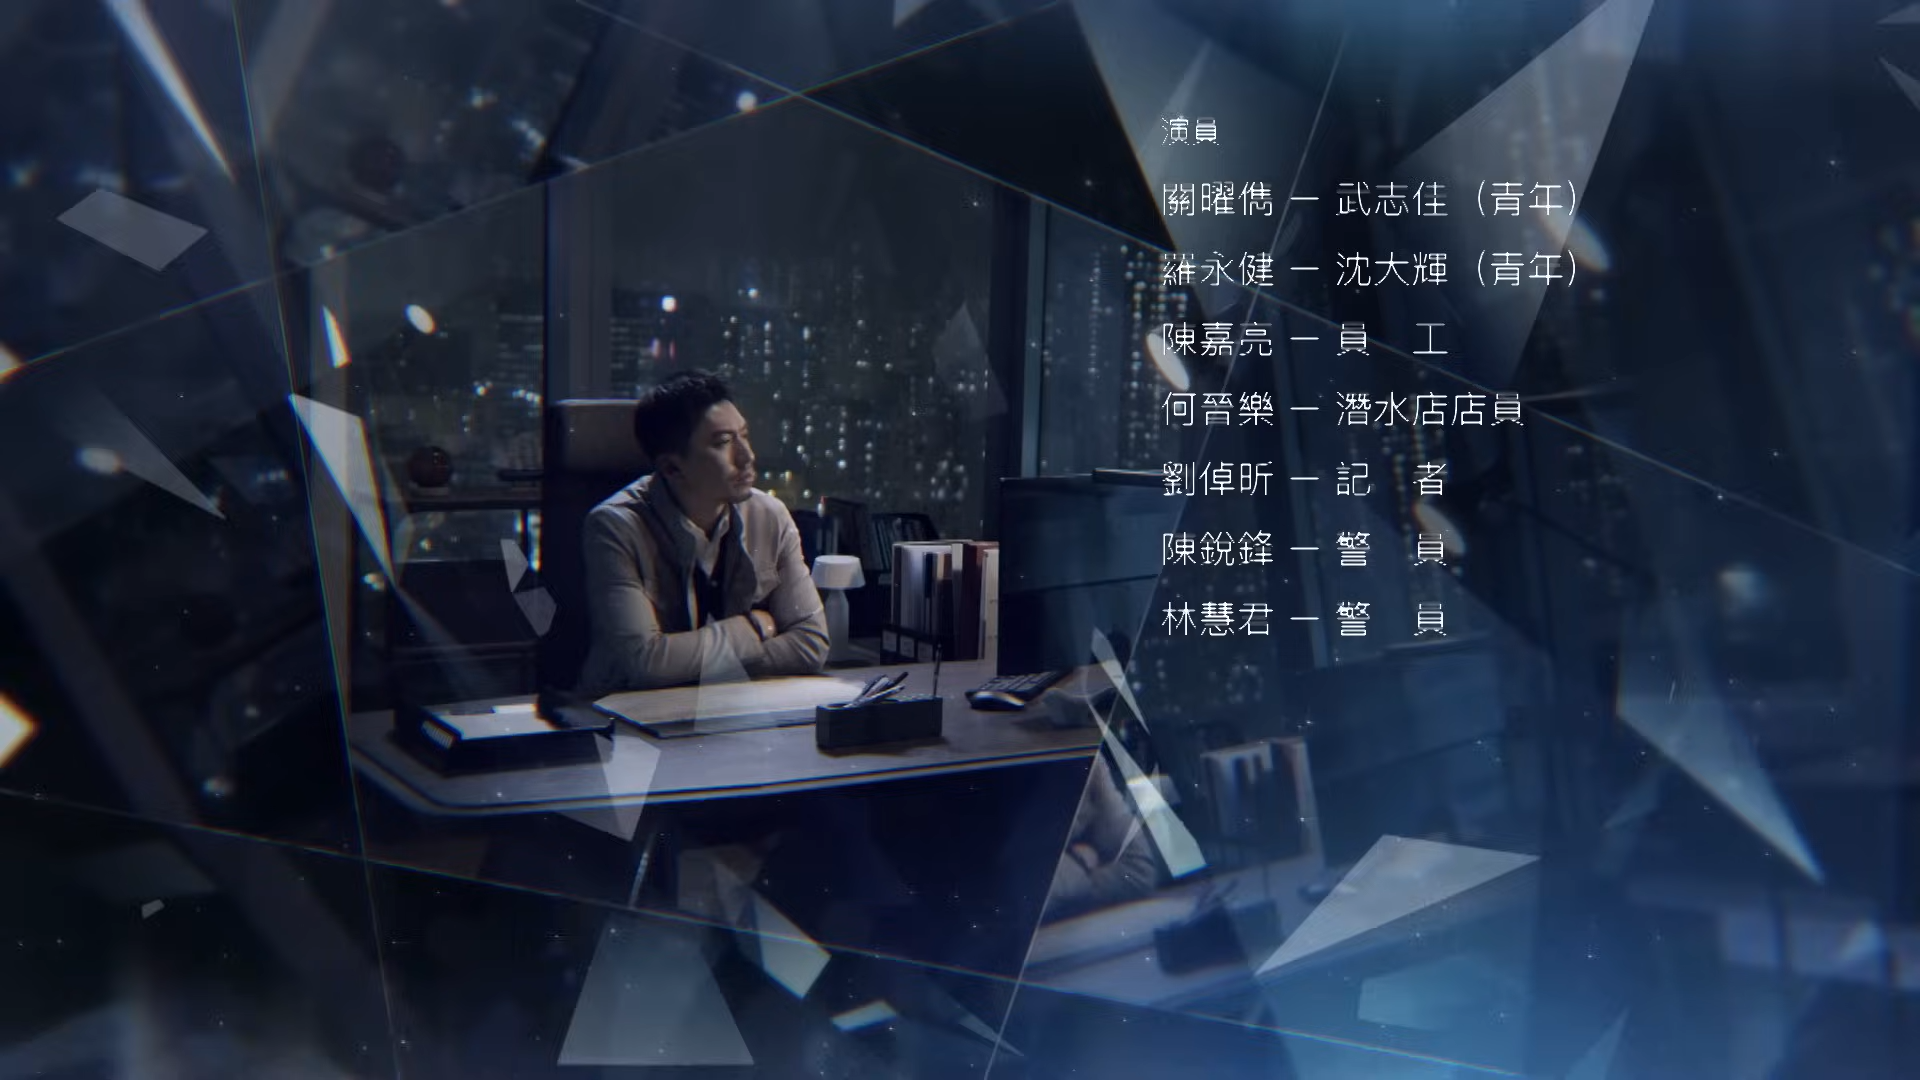 演員
關曜儁 — 武志佳（青年）
羅永健 — 沈大輝（青年）
陳嘉亮 — 員　工
何晉樂 — 潛水店店員
劉倬昕 — 記　者
陳銳鋒 — 警　員
林慧君 — 警　員